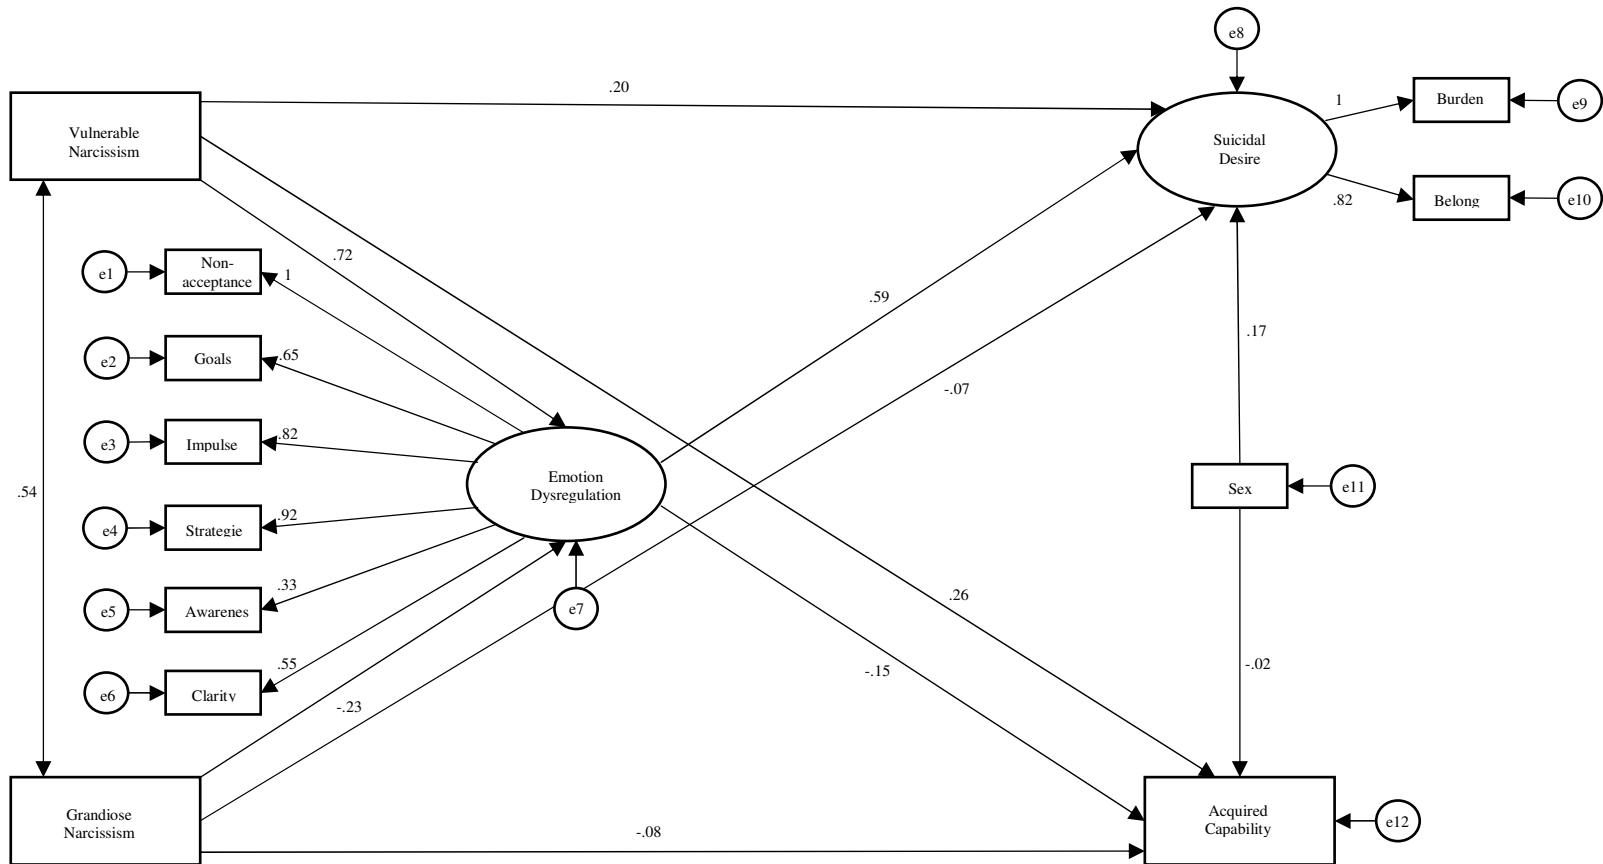 e8
.20
1
Burden
e9
Vulnerable
Narcissism
Suicidal
Desire
.82
Belong
e10
.72
e1
Non-
acceptance
1
.59
.17
e2
Goals
.65
-.07
e3
Impulse
.82
.54
Emotion
Dysregulation
Sex
e11
e4
Strategie
.92
e5
Awarenes
.33
e7
.26
e6
Clarity
.55
-.15
-.02
-.23
Grandiose
Narcissism
-.08
Acquired
Capability
e12